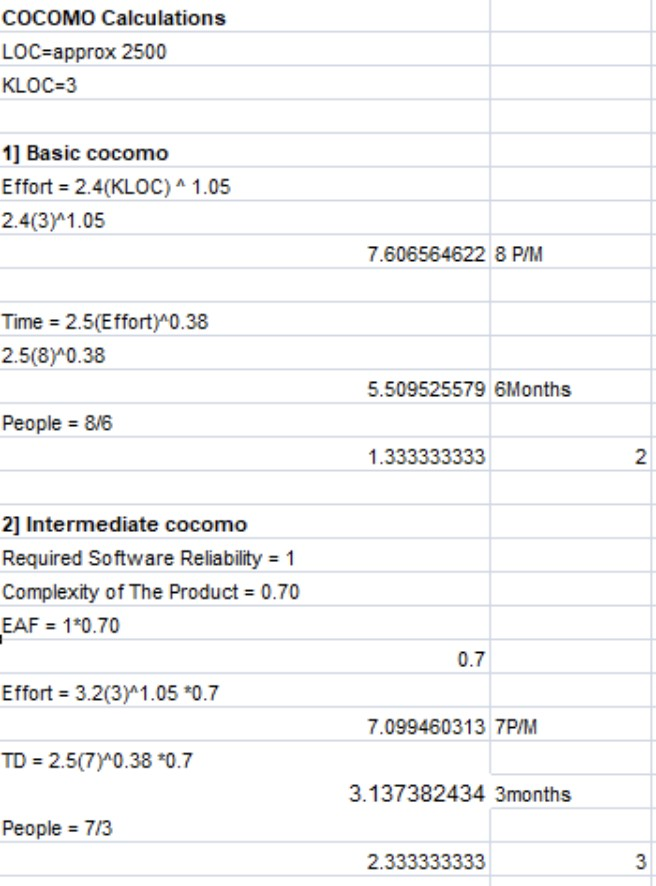 COCOMO Calculations
LOC=approx 2500
KLOC=3
1] Basic cocomo
Effort = 2.4(KLOC) ^ 1.05
2.4(3)^1.05
7.606564622 8 P/M
Time = 2.5(Effort)^0.38
2.5(8)^0.38
5.509525579 6Months
People = 8/6
1.333333333 2
2] Intermediate cocomo
Required Software Reliability = 1
Complexity of The Product = 0.70
EAF = 1*0.70
0.7
Effort = 3.2(3)^1.05 *0.7
7.099460313 7P/M
TD = 2.5(7)^0.38 *0.7
3.137382434 3months
People = 7/3
2.333333333 3